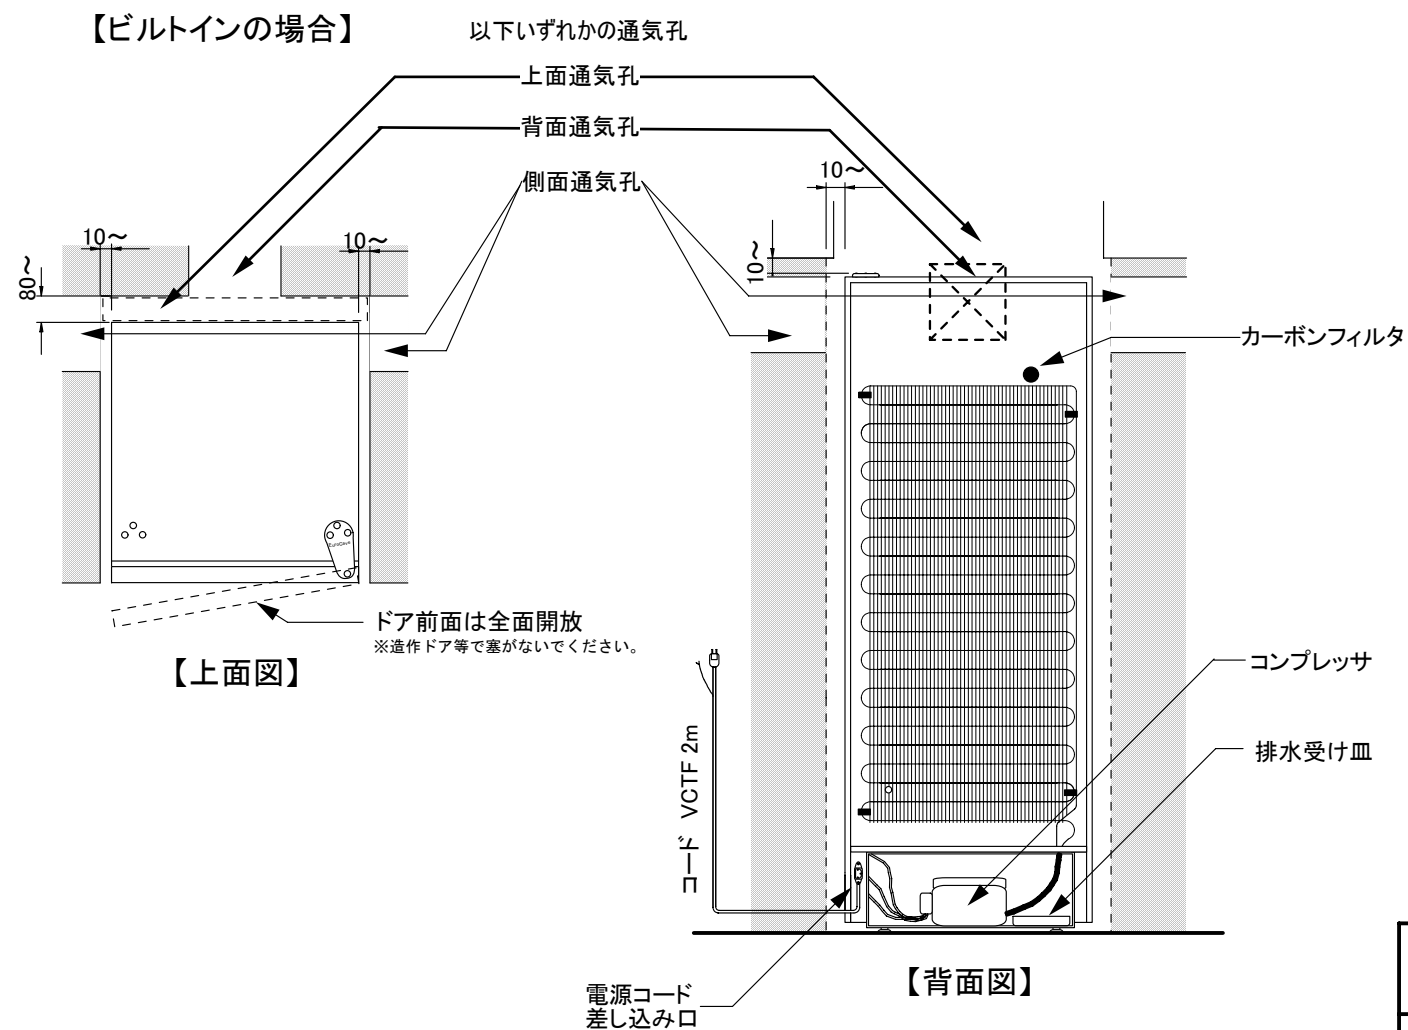 【ビルトインの場合】
以下いずれかの通気孔
上面通気孔
背面通気孔
側面通気孔
10～
10～
80～
10～
10～
カーボンフィルタ
EuroCave
ドア前面は全面開放
※造作ドア等で塞がないでください。
【上面図】
コンプレッサ
コード VCTF 2m
排水受け皿
【背面図】
電源コード
差し込み口